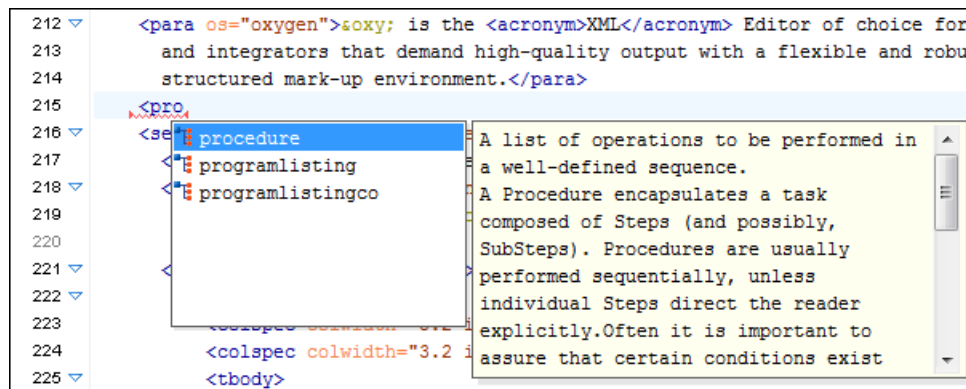 212 <para os="oxygen">&oxy; is the <acronym>XML</acronym> Editor of choice for
213 and integrators that demand high-quality output with a flexible and robu
214 structured mark-up environment.</para>
215 <pro
216 <se
procedure
programlisting
programlistingco
A list of operations to be performed in
a well-defined sequence.
A Procedure encapsulates a task
composed of Steps (and possibly,
SubSteps). Procedures are usually
performed sequentially, unless
individual Steps direct the reader
explicitly.Often it is important to
assure that certain conditions exist
217 <
218 <
219
220
221 <
222
223
224 <colspec colwidth="3.2 i
225 <tbody>